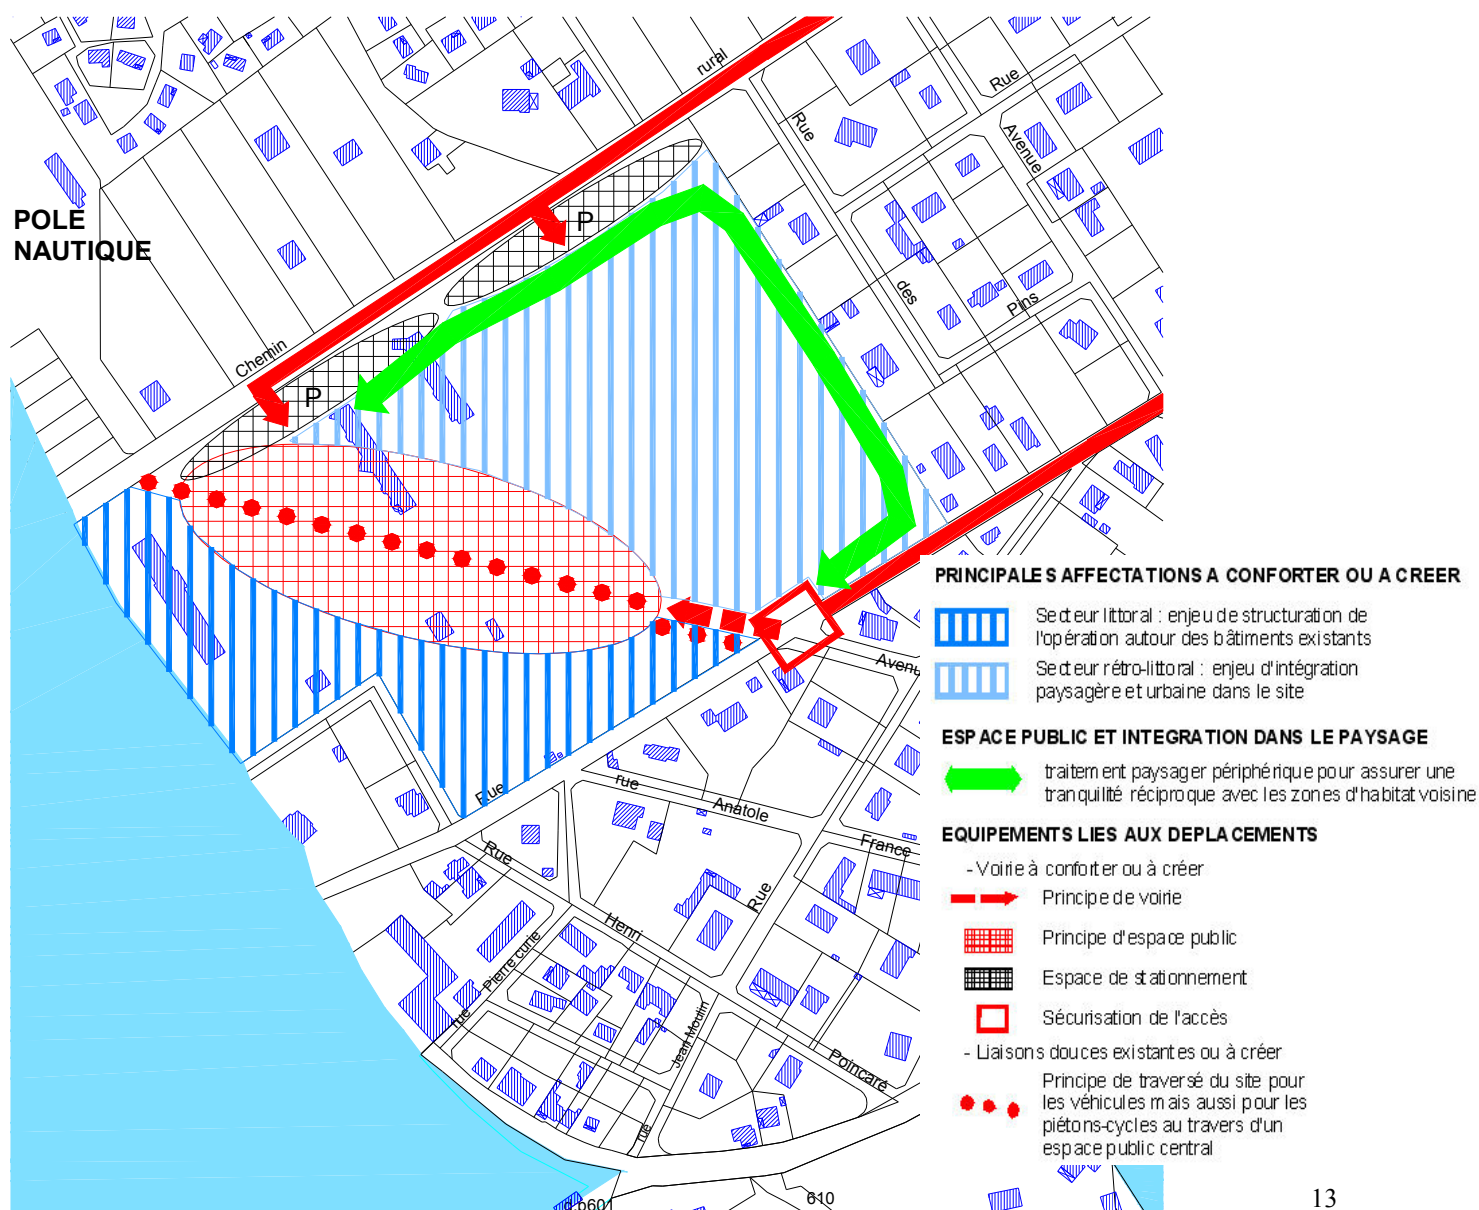 rural
Rue
Rue
Avenue
POLE
NAUTIQUE
P
des
Pins
Chemin
P
PRINCIPALES AFFECTATIONS A CONFORTER OU A CREER
Secteur littoral : enjeu de structuration de
l'opération autour des bâtiments existants
Secteur rétro-littoral : enjeu d'intégration
paysagère et urbaine dans le site
Avenu
ESPACE PUBLIC ET INTEGRATION DANS LE PAYSAGE
traitement paysager périphérique pour assurer une
tranquilité réciproque avec les zones d'habitat voisine
Rue
rue
Anatole
France
EQUIPEMENTS LIES AUX DEPLACEMENTS
- Voirie à conforter ou à créer
Principe de voirie
Principe d'espace public
Espace de stationnement
Sécurisation de l'accès
- Liaisons douces existantes ou à créer
Principe de traversé du site pour
les véhicules mais aussi pour les
piétons-cycles au travers d'un
espace public central
Rue
Henri
Rue
Pierre curie
rue
Jean Moulin
Poincaré
rue
p601
610
13